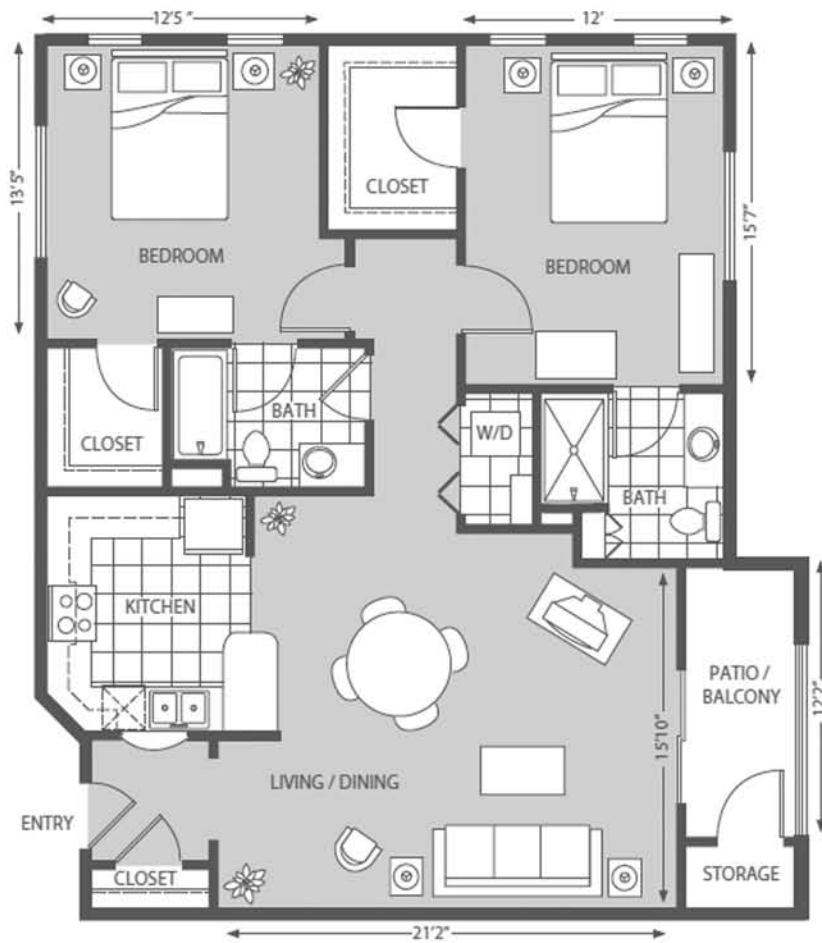 12'5"
12'
13'5"
CLOSET
15'7"
BEDROOM
BEDROOM
BATH
CLOSET
W/D
BATH
KITCHEN
PATIO /
BALCONY
12'2"
15'10"
LIVING / DINING
ENTRY
CLOSET
STORAGE
21'2"